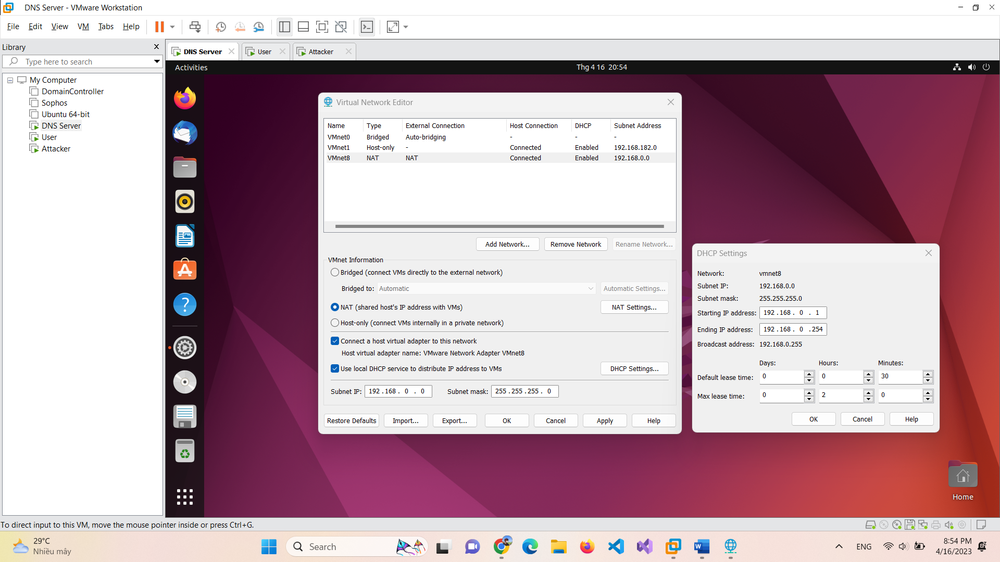 DNS Server - VMware Workstation
File Edit View VM Tabs Help
Library
Type here to search
My Computer
DomainController
Sophos
Ubuntu 64-bit
DNS Server
User
Attacker
DNS Server
User
Attacker
Activities
Thg 4 16 20:54
Virtual Network Editor
Name Type External Connection Host Connection DHCP Subnet Address
VMnet0 Bridged Auto-bridging - - -
VMnet1 Host-only - Connected Enabled 192.168.182.0
VMnet8 NAT NAT Connected Enabled 192.168.0.0
Add Network... Remove Network Rename Network...
VMnet Information
Bridged (connect VMs directly to the external network)
Bridged to: Automatic Automatic Settings...
NAT (shared host's IP address with VMs) NAT Settings...
Host-only (connect VMs internally in a private network)
Connect a host virtual adapter to this network
Host virtual adapter name: VMware Network Adapter VMnet8
Use local DHCP service to distribute IP address to VMs DHCP Settings...
Subnet IP: 192 . 168 . 0 . 0 Subnet mask: 255 . 255 . 255 . 0
Restore Defaults Import... Export... OK Cancel Apply Help
DHCP Settings
Network: vmnet8
Subnet IP: 192.168.0.0
Subnet mask: 255.255.255.0
Starting IP address: 192 . 168 . 0 . 1
Ending IP address: 192 . 168 . 0 . 254
Broadcast address: 192.168.0.255
Days: Hours: Minutes:
Default lease time: 0 0 30
Max lease time: 0 2 0
OK Cancel Help
Home
To direct input to this VM, move the mouse pointer inside or press Ctrl+G.
29°C
Nhiều mây
Search
ENG
8:54 PM
4/16/2023